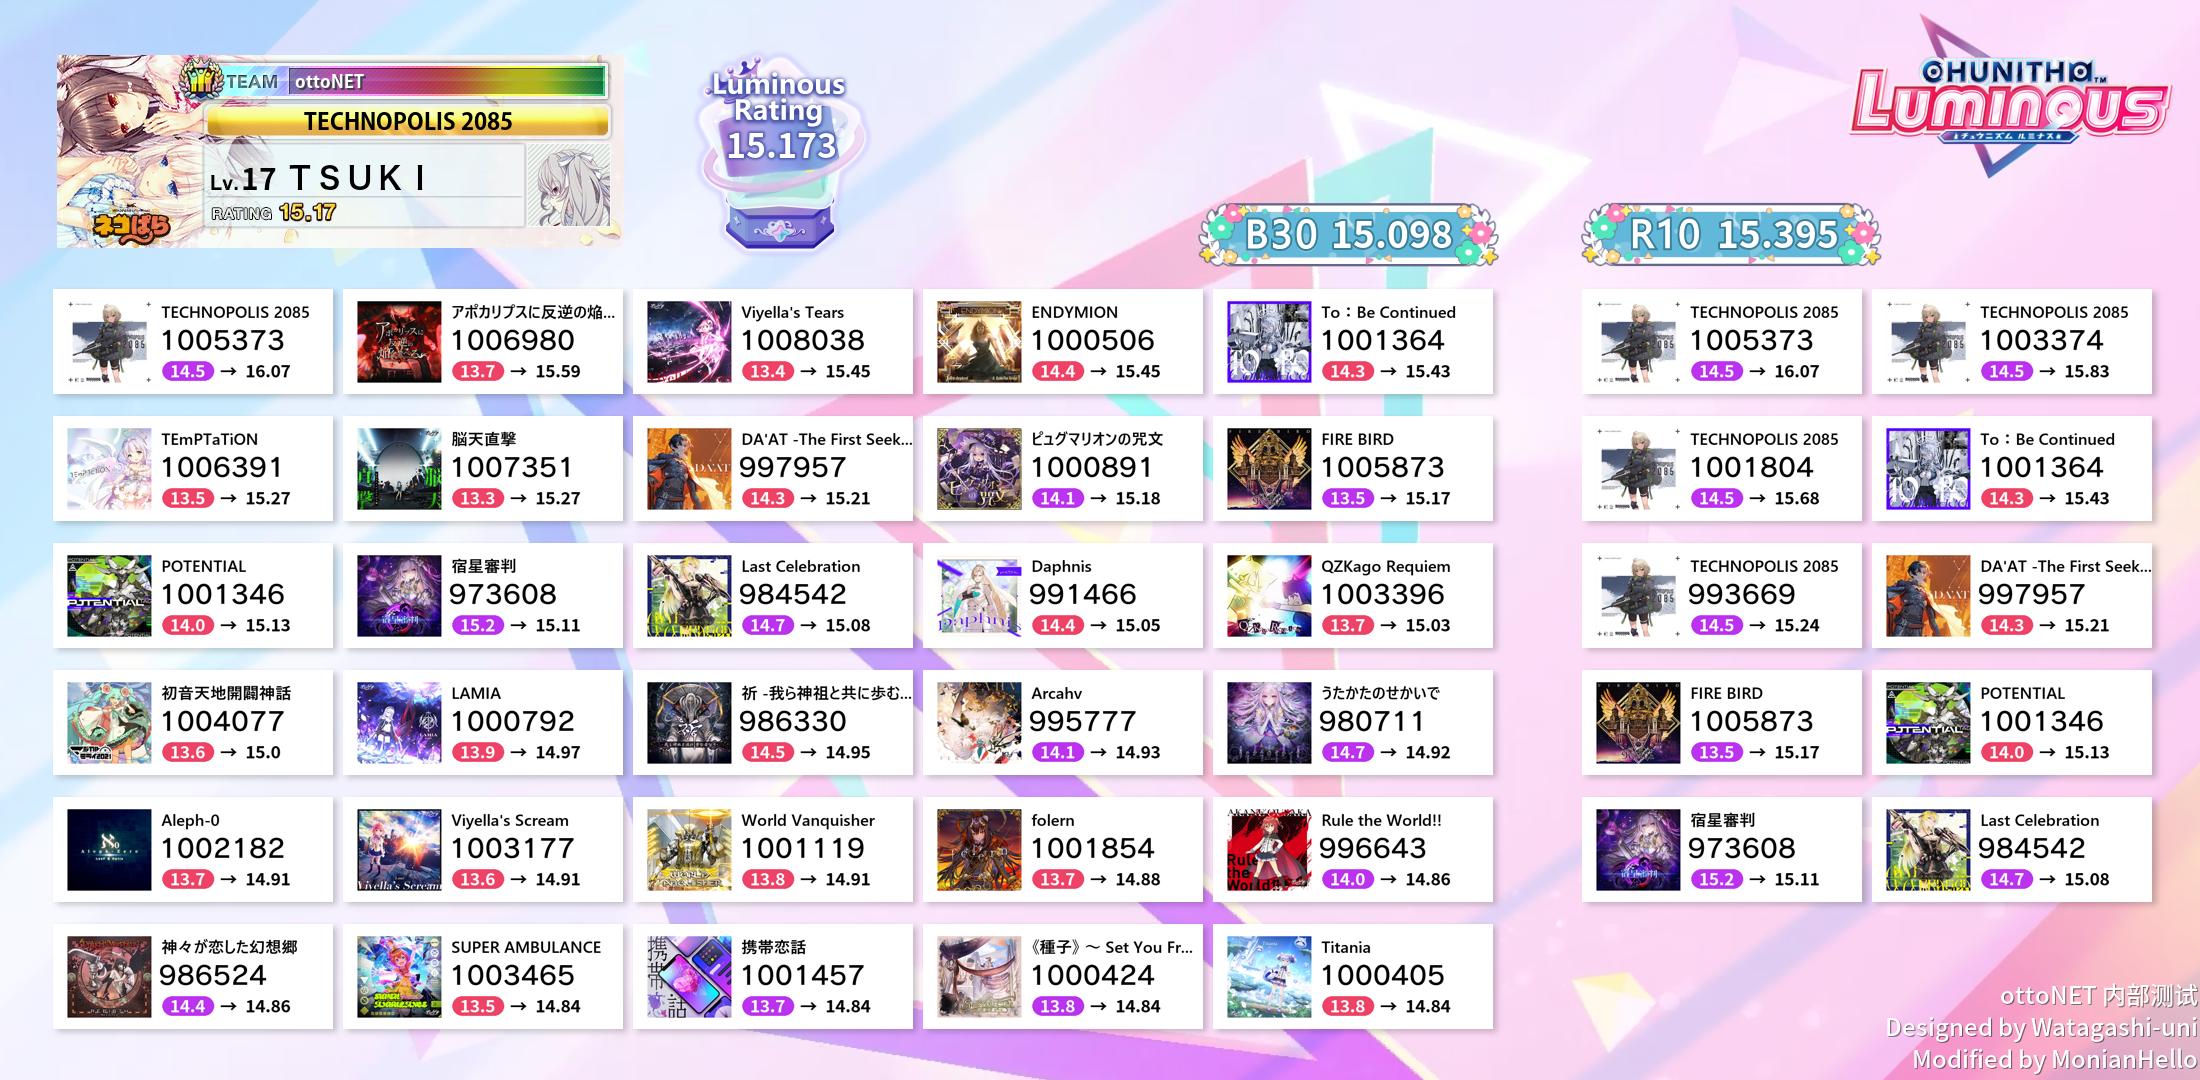 TEAM ottoNET
TECHNOPOLIS 2085
Lv.17 TSUKI
RATING 15.17
ネコぱら
Luminous
Rating
15.173
CHUNITHM
LUMINOUS
チュウニズム ルミナス
B30 15.098
R10 15.395
TECHNOPOLIS 2085
1005373
14.5 → 16.07
アポカリプスに反逆の焔...
1006980
13.7 → 15.59
Viyella's Tears
1008038
13.4 → 15.45
ENDYMION
1000506
14.4 → 15.45
To：Be Continued
1001364
14.3 → 15.43
TEmPTaTiON
1006391
13.5 → 15.27
脳天直撃
1007351
13.3 → 15.27
DA'AT -The First Seek...
997957
14.3 → 15.21
ピュグマリオンの咒文
1000891
14.1 → 15.18
FIRE BIRD
1005873
13.5 → 15.17
POTENTIAL
1001346
14.0 → 15.13
宿星審判
973608
15.2 → 15.11
Last Celebration
984542
14.7 → 15.08
Daphnis
991466
14.4 → 15.05
QZKago Requiem
1003396
13.7 → 15.03
初音天地開闢神話
1004077
13.6 → 15.0
LAMIA
1000792
13.9 → 14.97
祈 -我ら神祖と共に歩む...
986330
14.5 → 14.95
Arcahv
995777
14.1 → 14.93
うたかたのせかいで
980711
14.7 → 14.92
Aleph-0
1002182
13.7 → 14.91
Viyella's Scream
1003177
13.6 → 14.91
World Vanquisher
1001119
13.8 → 14.91
folern
1001854
13.7 → 14.88
Rule the World!!
996643
14.0 → 14.86
神々が恋した幻想郷
986524
14.4 → 14.86
SUPER AMBULANCE
1003465
13.5 → 14.84
携帯恋話
1001457
13.7 → 14.84
《種子》～ Set You Fr...
1000424
13.8 → 14.84
Titania
1000405
13.8 → 14.84
TECHNOPOLIS 2085
1005373
14.5 → 16.07
TECHNOPOLIS 2085
1003374
14.5 → 15.83
TECHNOPOLIS 2085
1001804
14.5 → 15.68
To：Be Continued
1001364
14.3 → 15.43
TECHNOPOLIS 2085
993669
14.5 → 15.24
DA'AT -The First Seek...
997957
14.3 → 15.21
FIRE BIRD
1005873
13.5 → 15.17
POTENTIAL
1001346
14.0 → 15.13
宿星審判
973608
15.2 → 15.11
Last Celebration
984542
14.7 → 15.08
ottoNET 内部测试
Designed by Watagashi-uni
Modified by MonianHello